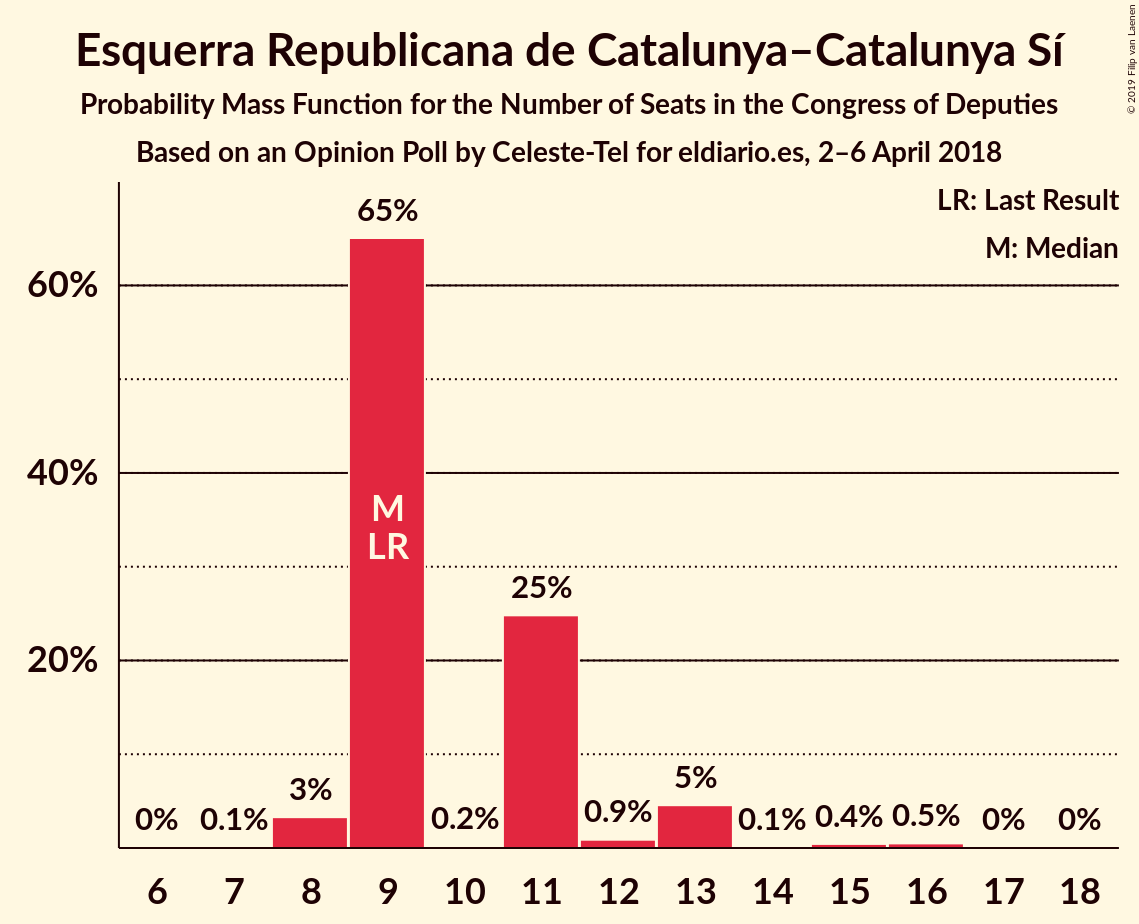 Esquerra Republicana de Catalunya–Catalunya Sí
Probability Mass Function for the Number of Seats in the Congress of Deputies
Based on an Opinion Poll by Celeste-Tel for eldiario.es, 2–6 April 2018
© 2019 Filip van Laenen
LR: Last Result
M: Median
60%
40%
20%
0%
0.1%
3%
65%
M
LR
0.2%
25%
0.9%
5%
0.1%
0.4%
0.5%
0%
0%
6 7 8 9 10 11 12 13 14 15 16 17 18